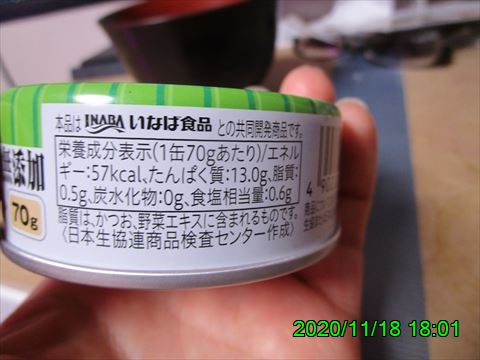 本品は INABA いなば食品 との共同開発商品です。
栄養成分表示(1缶70gあたり)/エネル
ギー:57kcal、たんぱく質:13.0g、脂質:
0.5g、炭水化物:0g、食塩相当量:0.6g
脂質は、かつお、野菜エキスに含まれるものです。
〈日本生協連商品検査センター作成〉
無添加
70g
2020/11/18 18:01